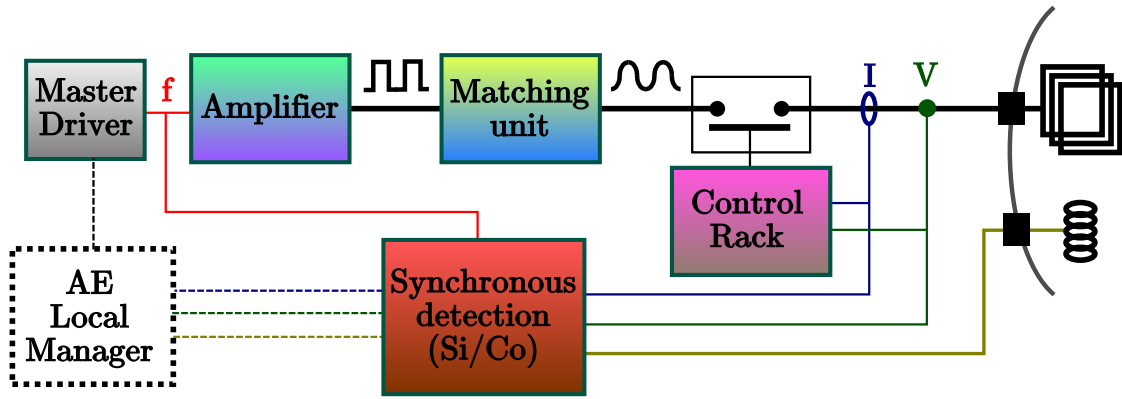 Master
Driver
f
Amplifier
Matching
unit
I
V
Control
Rack
AE
Local
Manager
Synchronous
detection
(Si/Co)